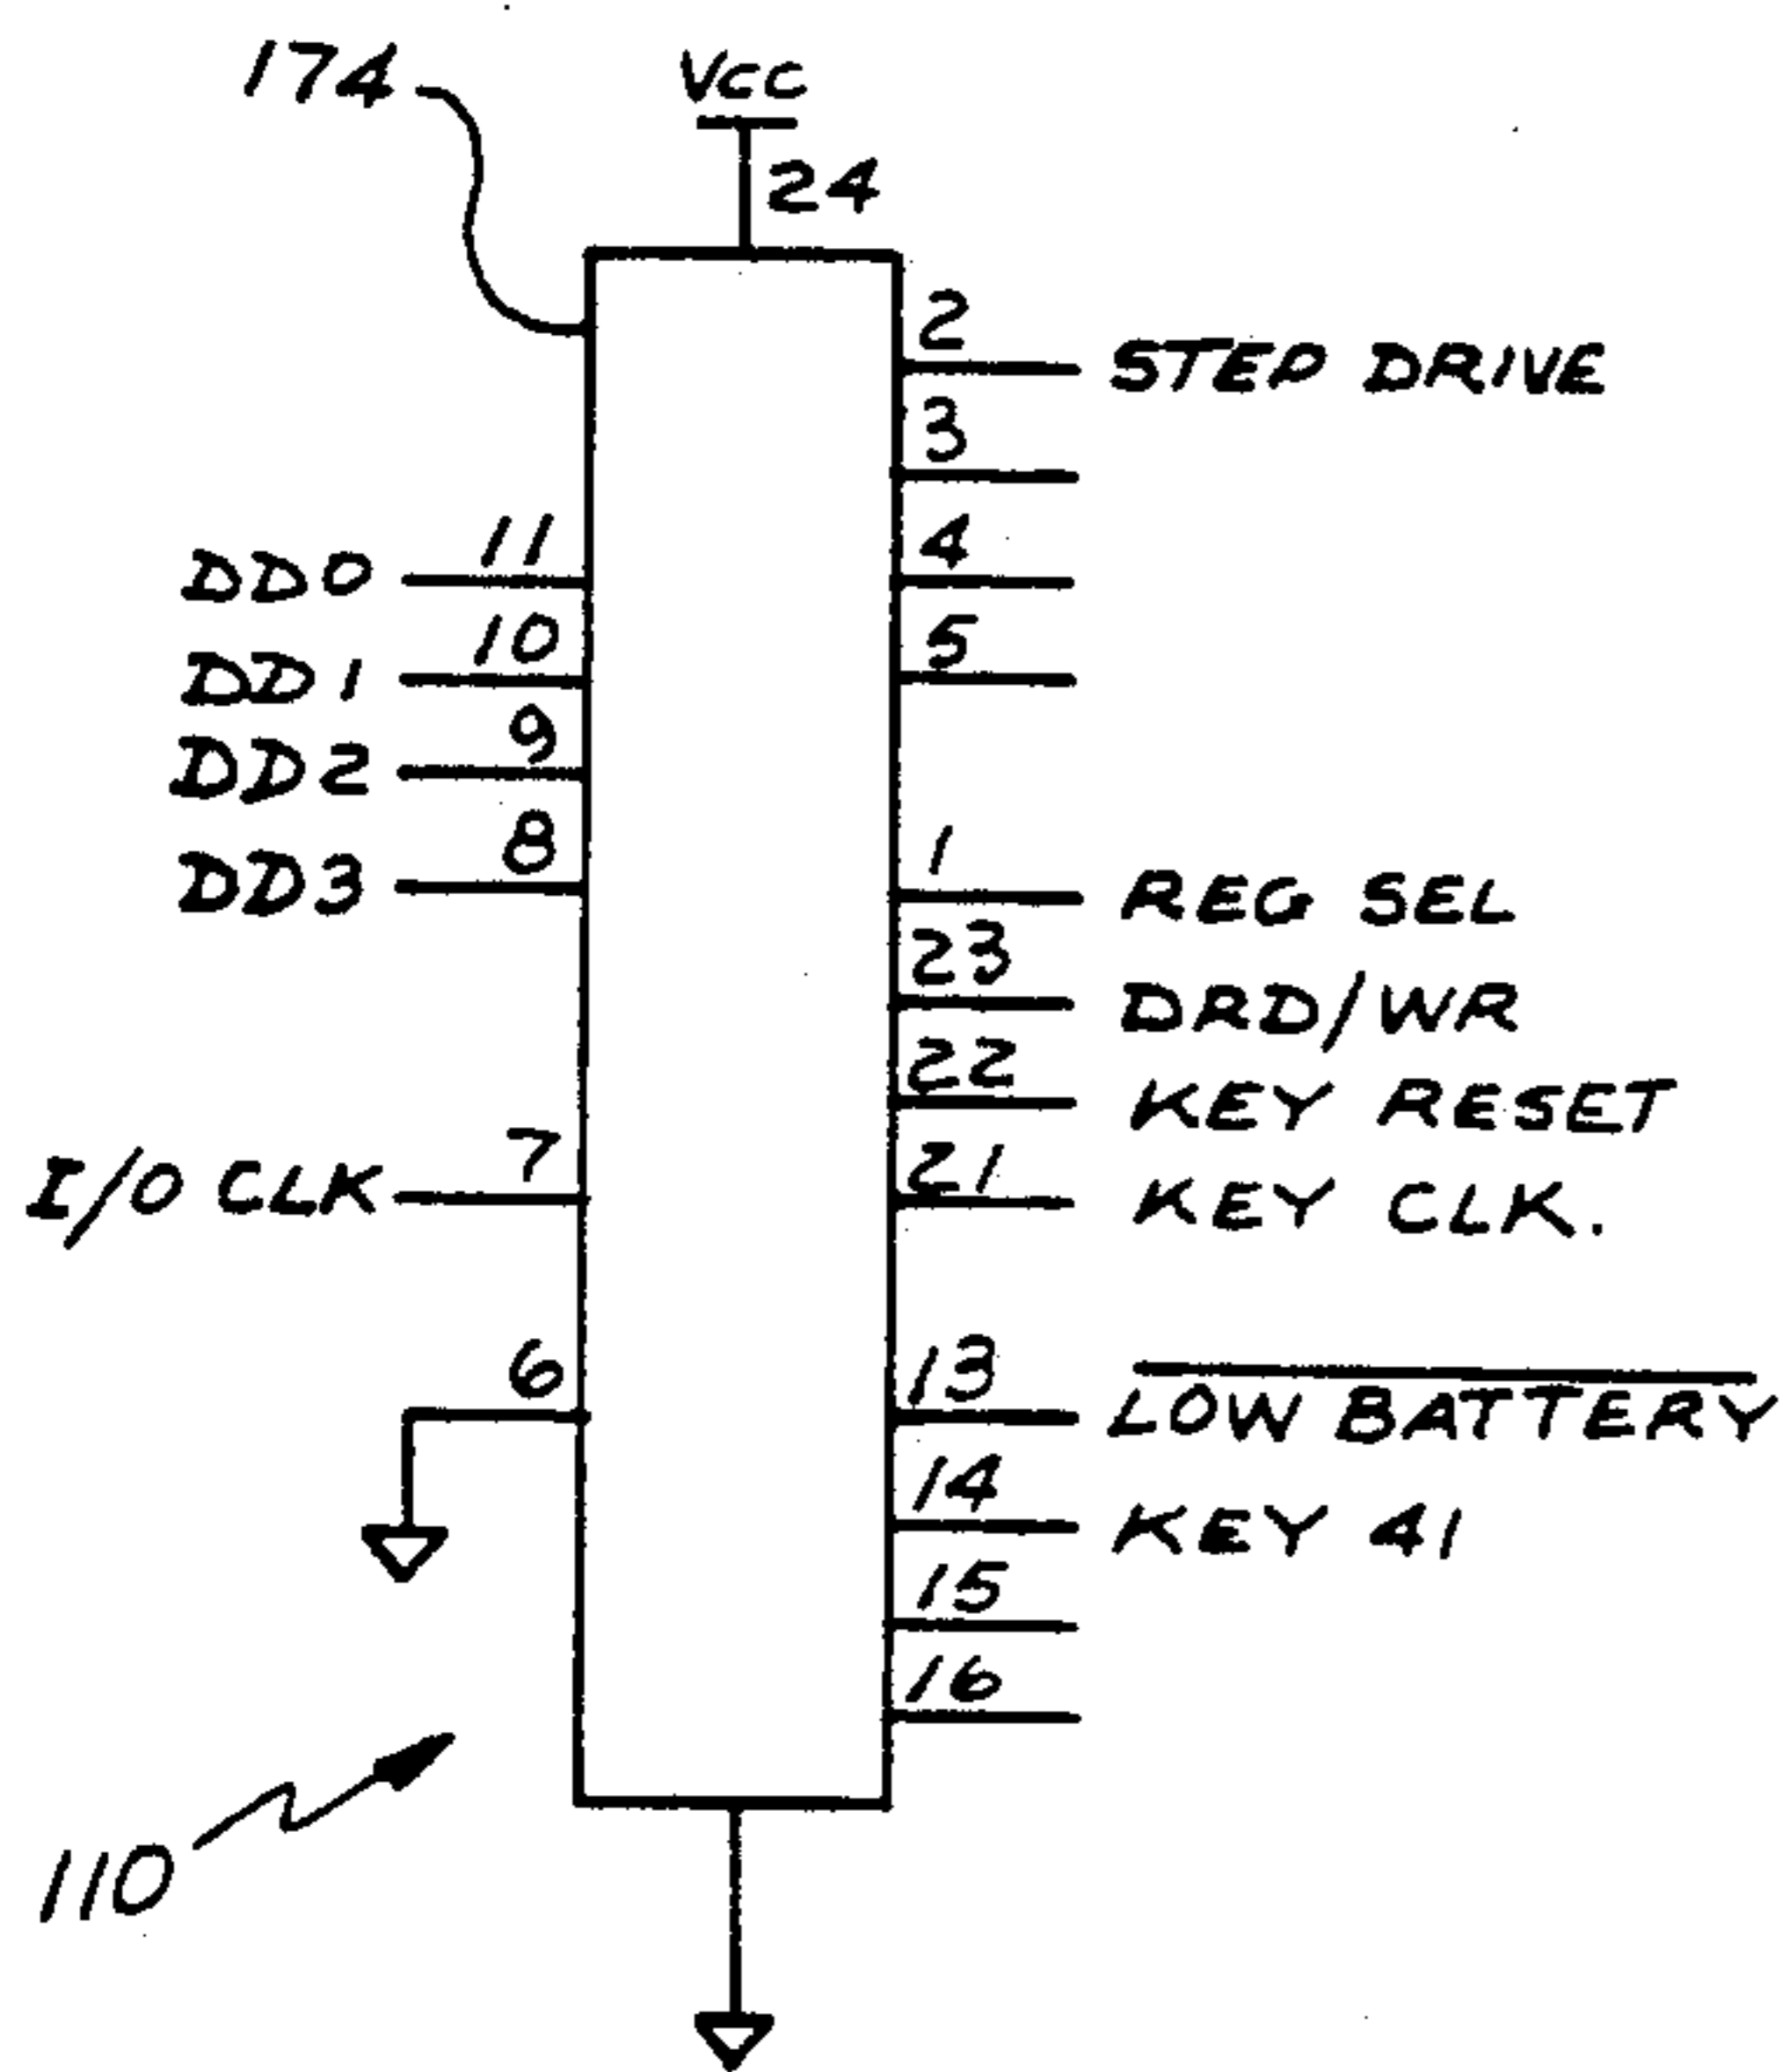 174
Vcc
24
2 STEP DRIVE
3
4
5
DD0 11
DD1 10
DD2 9
DD3 8
1 REG SEL
23 DRD/WR
22 KEY RESET
21 KEY CLK.
I/O CLK 7
6
13 LOW BATTERY
14 KEY 41
15
16
110